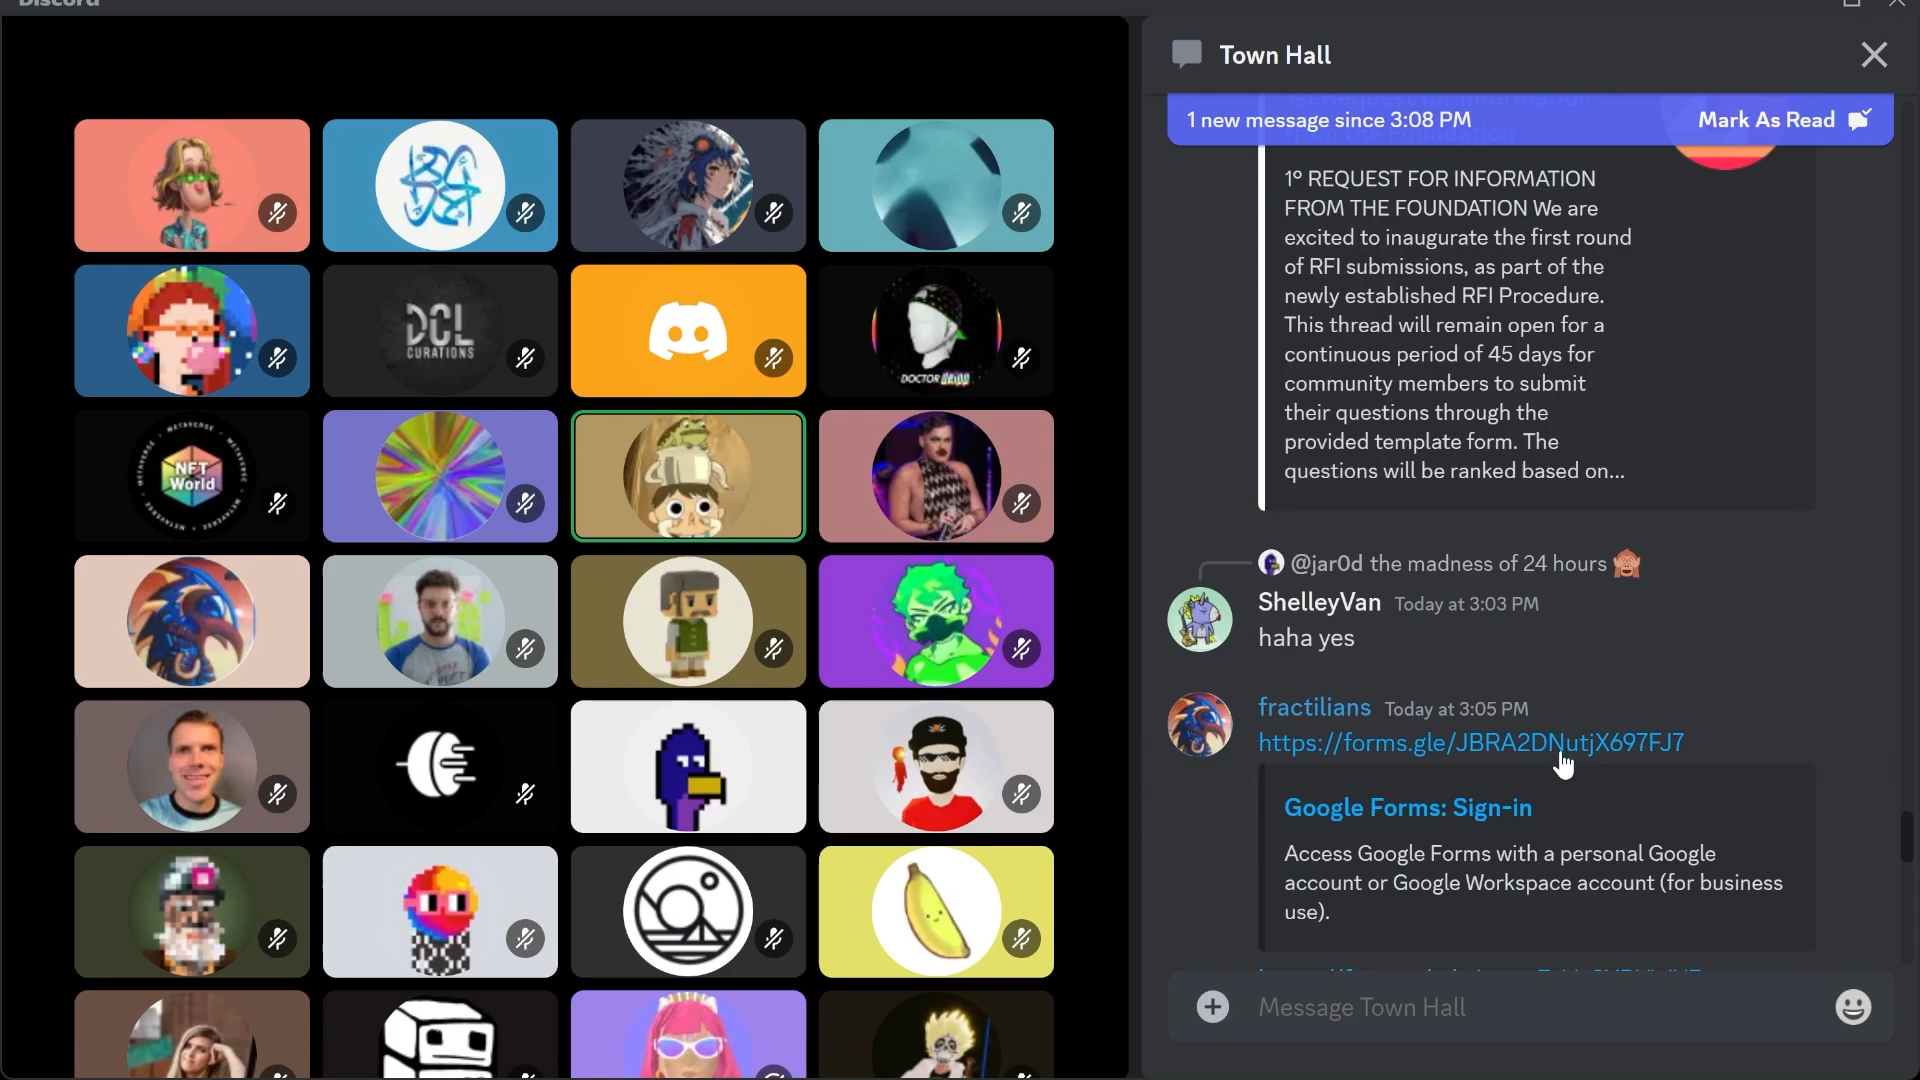 Discord
Town Hall
1 new message since 3:08 PM
Mark As Read
1º REQUEST FOR INFORMATION
FROM THE FOUNDATION We are
excited to inaugurate the first round
of RFI submissions, as part of the
newly established RFI Procedure.
This thread will remain open for a
continuous period of 45 days for
community members to submit
their questions through the
provided template form. The
questions will be ranked based on...
@jar0d the madness of 24 hours
ShelleyVan Today at 3:03 PM
haha yes
fractilians Today at 3:05 PM
https://forms.gle/JBRA2DNutjX697FJ7
Google Forms: Sign-in
Access Google Forms with a personal Google
account or Google Workspace account (for business
use).
Message Town Hall
DCL
CURATIONS
DOCTOR
METAVERSE
NFT
World